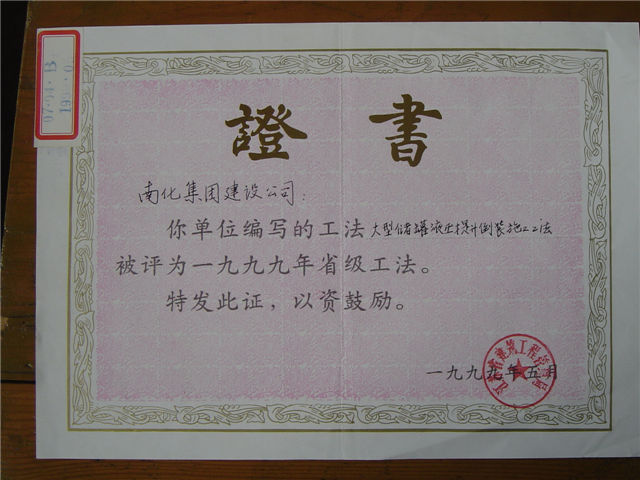 證書
南化集团建设公司：
你单位编写的工法大型储罐液压提升倒装施工工法
被评为一九九九年省级工法。
特发此证，以资鼓励。
一九九九年五月